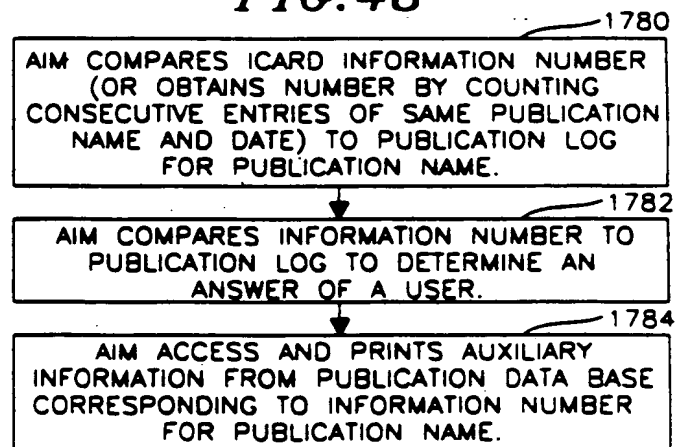 FIG.48
1780
AIM COMPARES ICARD INFORMATION NUMBER
(OR OBTAINS NUMBER BY COUNTING
CONSECUTIVE ENTRIES OF SAME PUBLICATION
NAME AND DATE) TO PUBLICATION LOG
FOR PUBLICATION NAME.
1782
AIM COMPARES INFORMATION NUMBER TO
PUBLICATION LOG TO DETERMINE AN
ANSWER OF A USER.
1784
AIM ACCESS AND PRINTS AUXILIARY
INFORMATION FROM PUBLICATION DATA BASE
CORRESPONDING TO INFORMATION NUMBER
FOR PUBLICATION NAME.